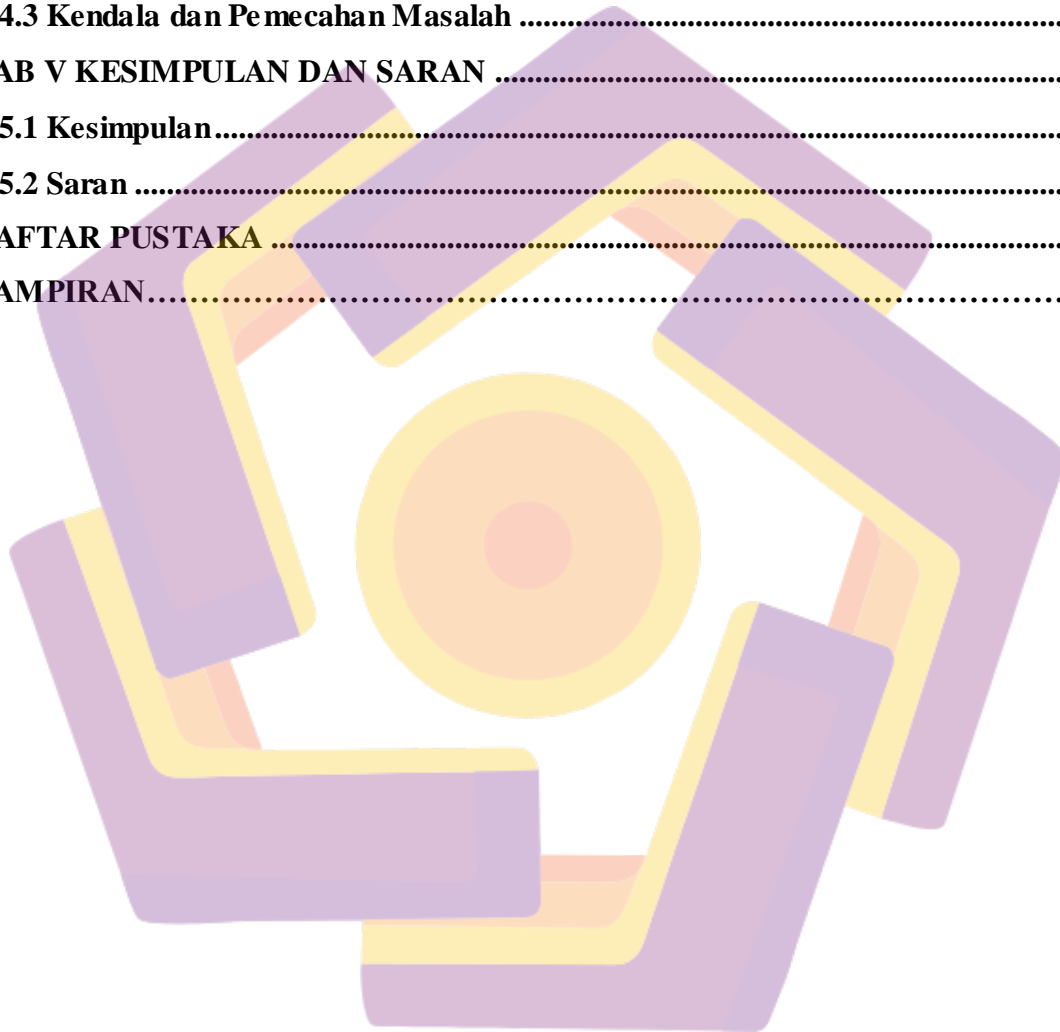 4.3 Kendala dan Pemecahan Masalah ................................................................
AB V KESIMPULAN DAN SARAN ................................................................
5.1 Kesimpulan................................................................................................
5.2 Saran ..........................................................................................................
AFTAR PUSTAKA ..........................................................................................
AMPIRAN……………………………………………………………………